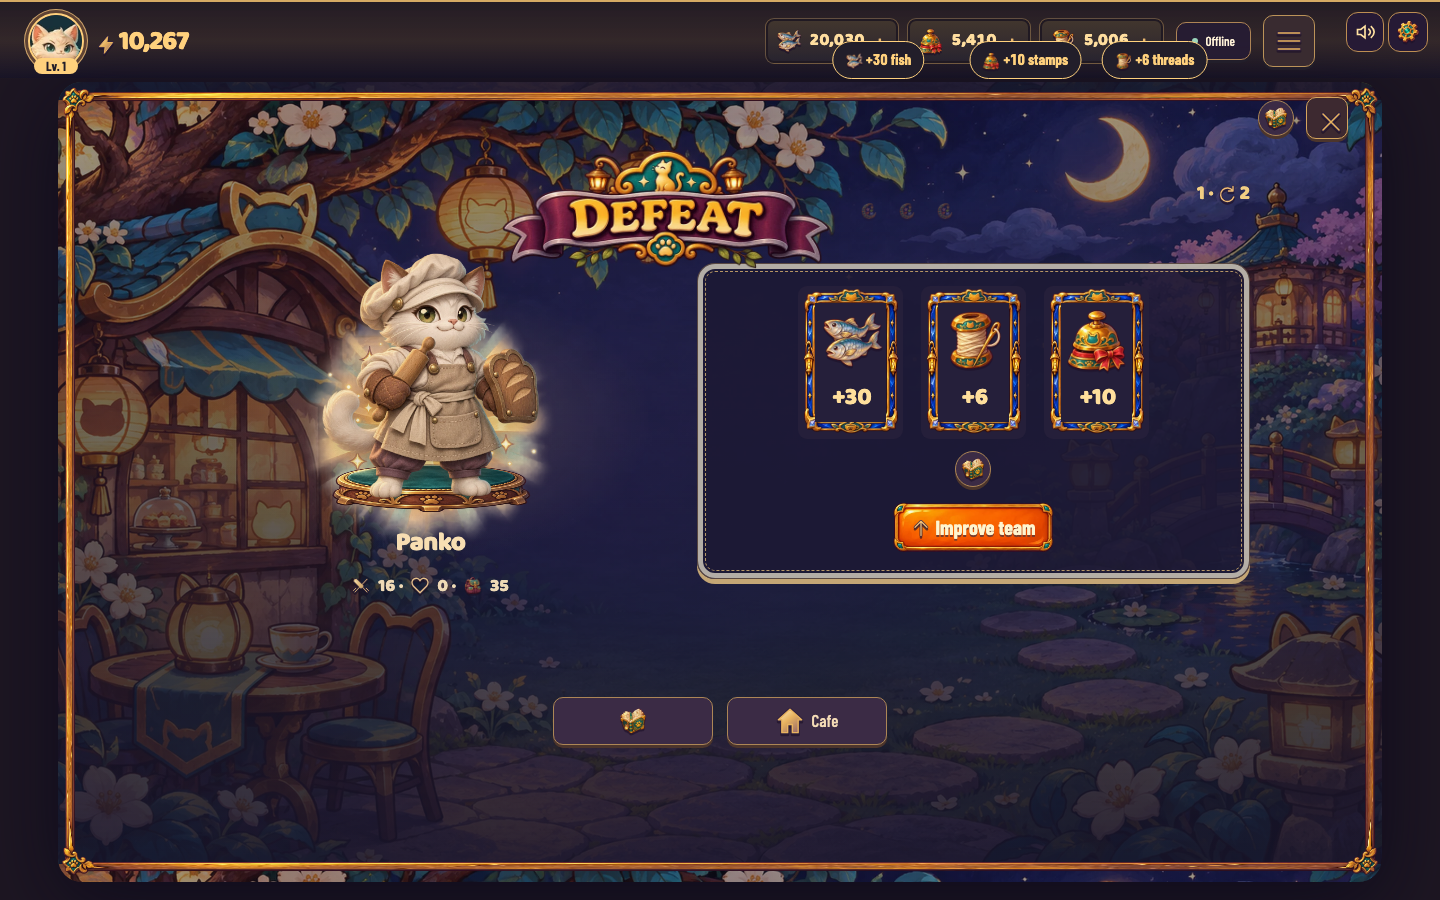 Lv. 1
10,267
20,030
5,410
5,006
Offline
+30 fish
+10 stamps
+6 threads
DEFEAT
1 · 2
+30
+6
+10
Improve team
Panko
16 · 0 · 35
Cafe